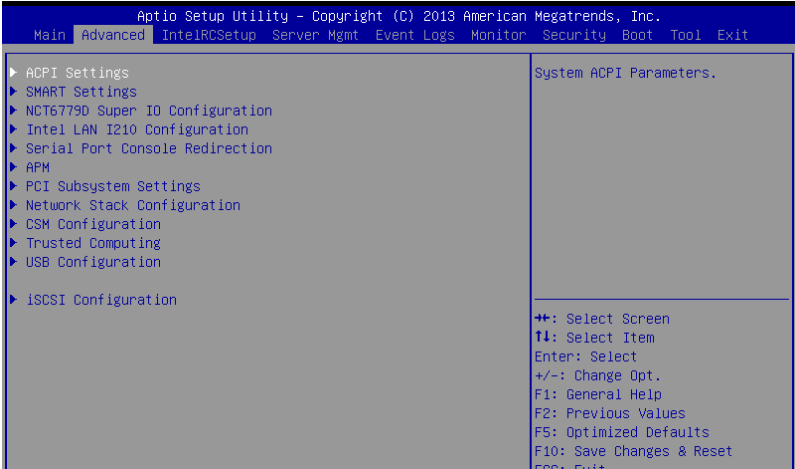 Aptio Setup Utility - Copyright (C) 2013 American Megatrends, Inc.
Main Advanced IntelRCSetup Server Mgmt Event Logs Monitor Security Boot Tool Exit
ACPI Settings
SMART Settings
NCT6779D Super IO Configuration
Intel LAN I210 Configuration
Serial Port Console Redirection
APM
PCI Subsystem Settings
Network Stack Configuration
CSM Configuration
Trusted Computing
USB Configuration
iSCSI Configuration
System ACPI Parameters.
→←: Select Screen
↑↓: Select Item
Enter: Select
+/-: Change Opt.
F1: General Help
F2: Previous Values
F5: Optimized Defaults
F10: Save Changes & Reset
ESC: Exit